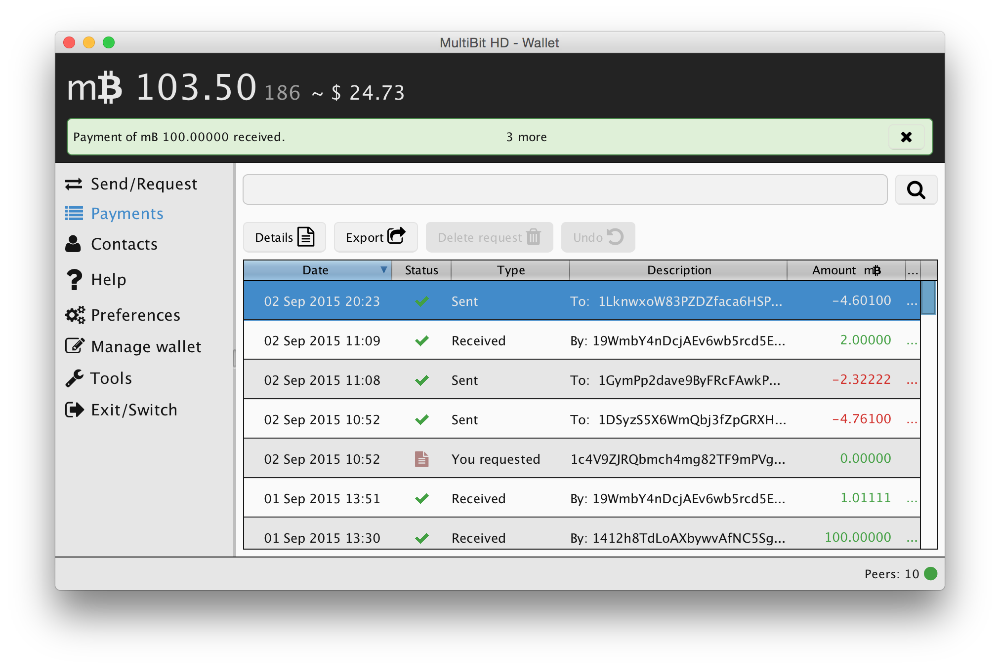 MultiBit HD - Wallet
m₿ 103.50 186 ~ $ 24.73
Payment of mB 100.00000 received. 3 more
Send/Request
Payments
Contacts
Help
Preferences
Manage wallet
Tools
Exit/Switch
Details Export Delete request Undo
Date Status Type Description Amount m₿ ...
02 Sep 2015 20:23 Sent To: 1LknwxoW83PZDZfaca6HSP... -4.60100 ...
02 Sep 2015 11:09 Received By: 19WmbY4nDcjAEv6wb5rcd5E... 2.00000 ...
02 Sep 2015 11:08 Sent To: 1GymPp2dave9ByFRcFAwkP... -2.32222 ...
02 Sep 2015 10:52 Sent To: 1DSyzS5X6WmQbj3fZpGRXH... -4.76100 ...
02 Sep 2015 10:52 You requested 1c4V9ZJRQbmch4mg82TF9mPVg... 0.00000
01 Sep 2015 13:51 Received By: 19WmbY4nDcjAEv6wb5rcd5E... 1.01111 ...
01 Sep 2015 13:30 Received By: 1412h8TdLoAXbywvAfNC5Sg... 100.00000 ...
Peers: 10